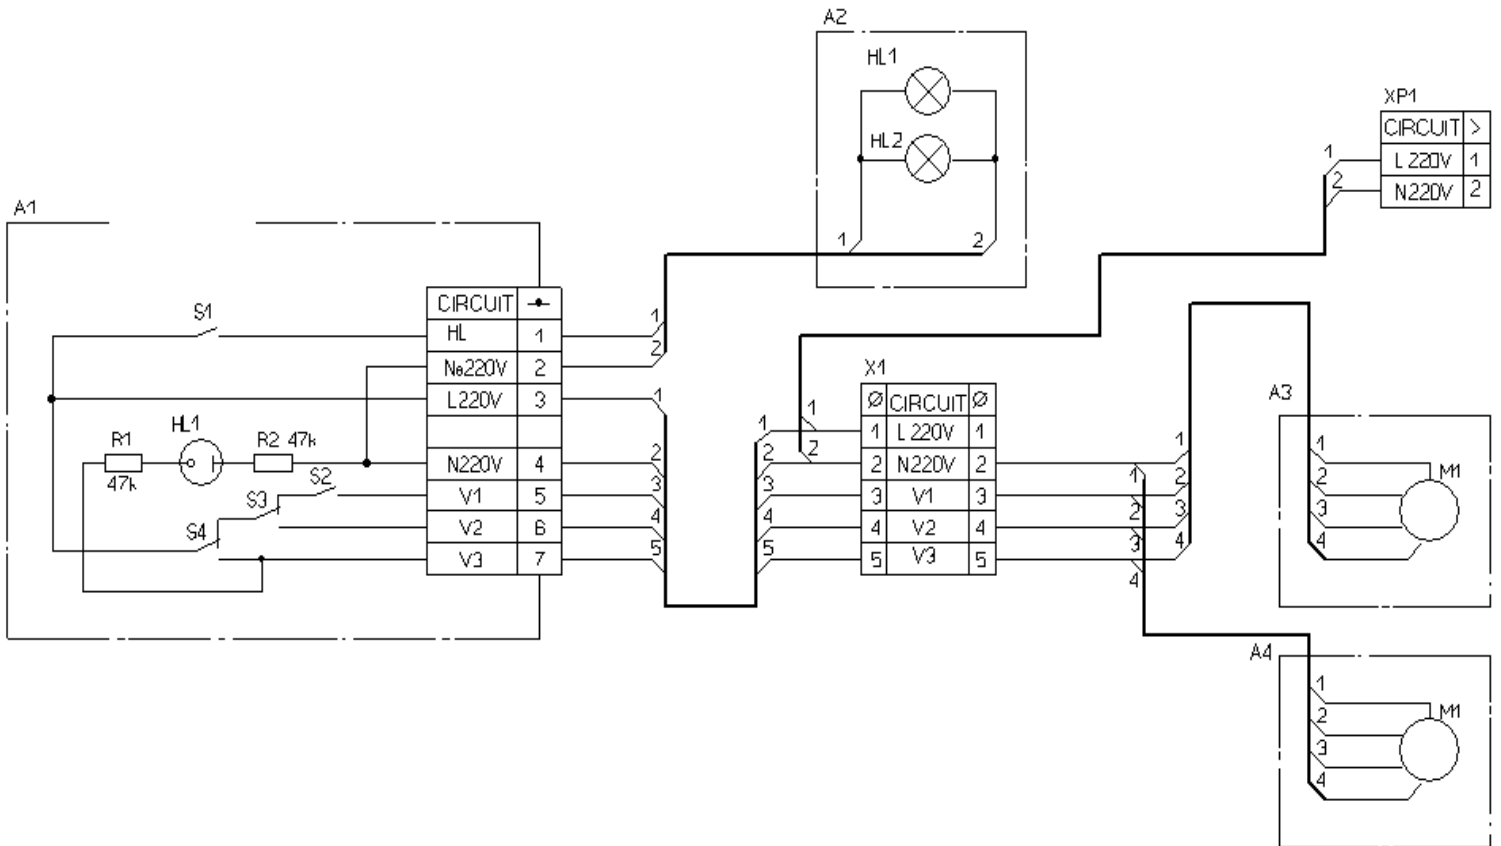 A2
HL1
HL2
1 2
XP1
CIRCUIT >
1 L 220V 1
2 N220V 2
A1
CIRCUIT
S1
HL 1 1
Nө220V 2 2
L220V 3 1
R1 47k
HL1
R2 47k
N220V 4 2
S2
V1 5 3
S3
V2 6 4
S4
V3 7 5
X1
Ø CIRCUIT Ø
1 1 1 L 220V 1 1
2 2 2 N220V 2 1 2
3 3 V1 3 2 3
4 4 V2 4 3 4
5 5 V3 5 4
A3
1
2
3
4
M1
A4
1
2
3
4
M1